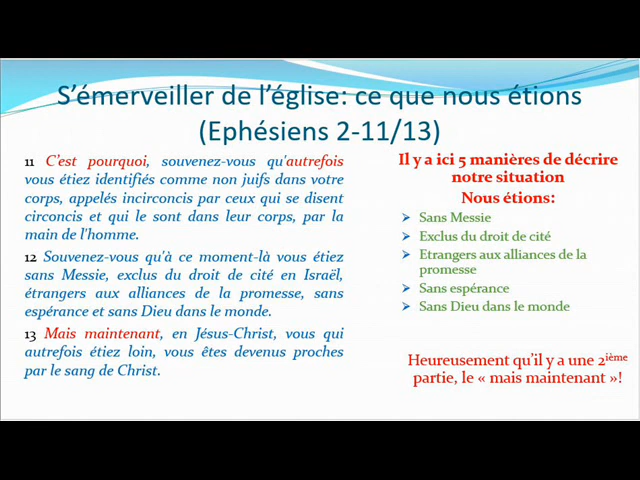 S'émerveiller de l'église: ce que nous étions
(Ephésiens 2-11/13)
11 C'est pourquoi, souvenez-vous qu'autrefois
vous étiez identifiés comme non juifs dans votre
corps, appelés incirconcis par ceux qui se disent
circoncis et qui le sont dans leur corps, par la
main de l'homme.
12 Souvenez-vous qu'à ce moment-là vous étiez
sans Messie, exclus du droit de cité en Israël,
étrangers aux alliances de la promesse, sans
espérance et sans Dieu dans le monde.
13 Mais maintenant, en Jésus-Christ, vous qui
autrefois étiez loin, vous êtes devenus proches
par le sang de Christ.
Il y a ici 5 manières de décrire
notre situation
Nous étions:
Sans Messie
Exclus du droit de cité
Etrangers aux alliances de la
promesse
Sans espérance
Sans Dieu dans le monde
Heureusement qu'il y a une 2ième
partie, le « mais maintenant »!